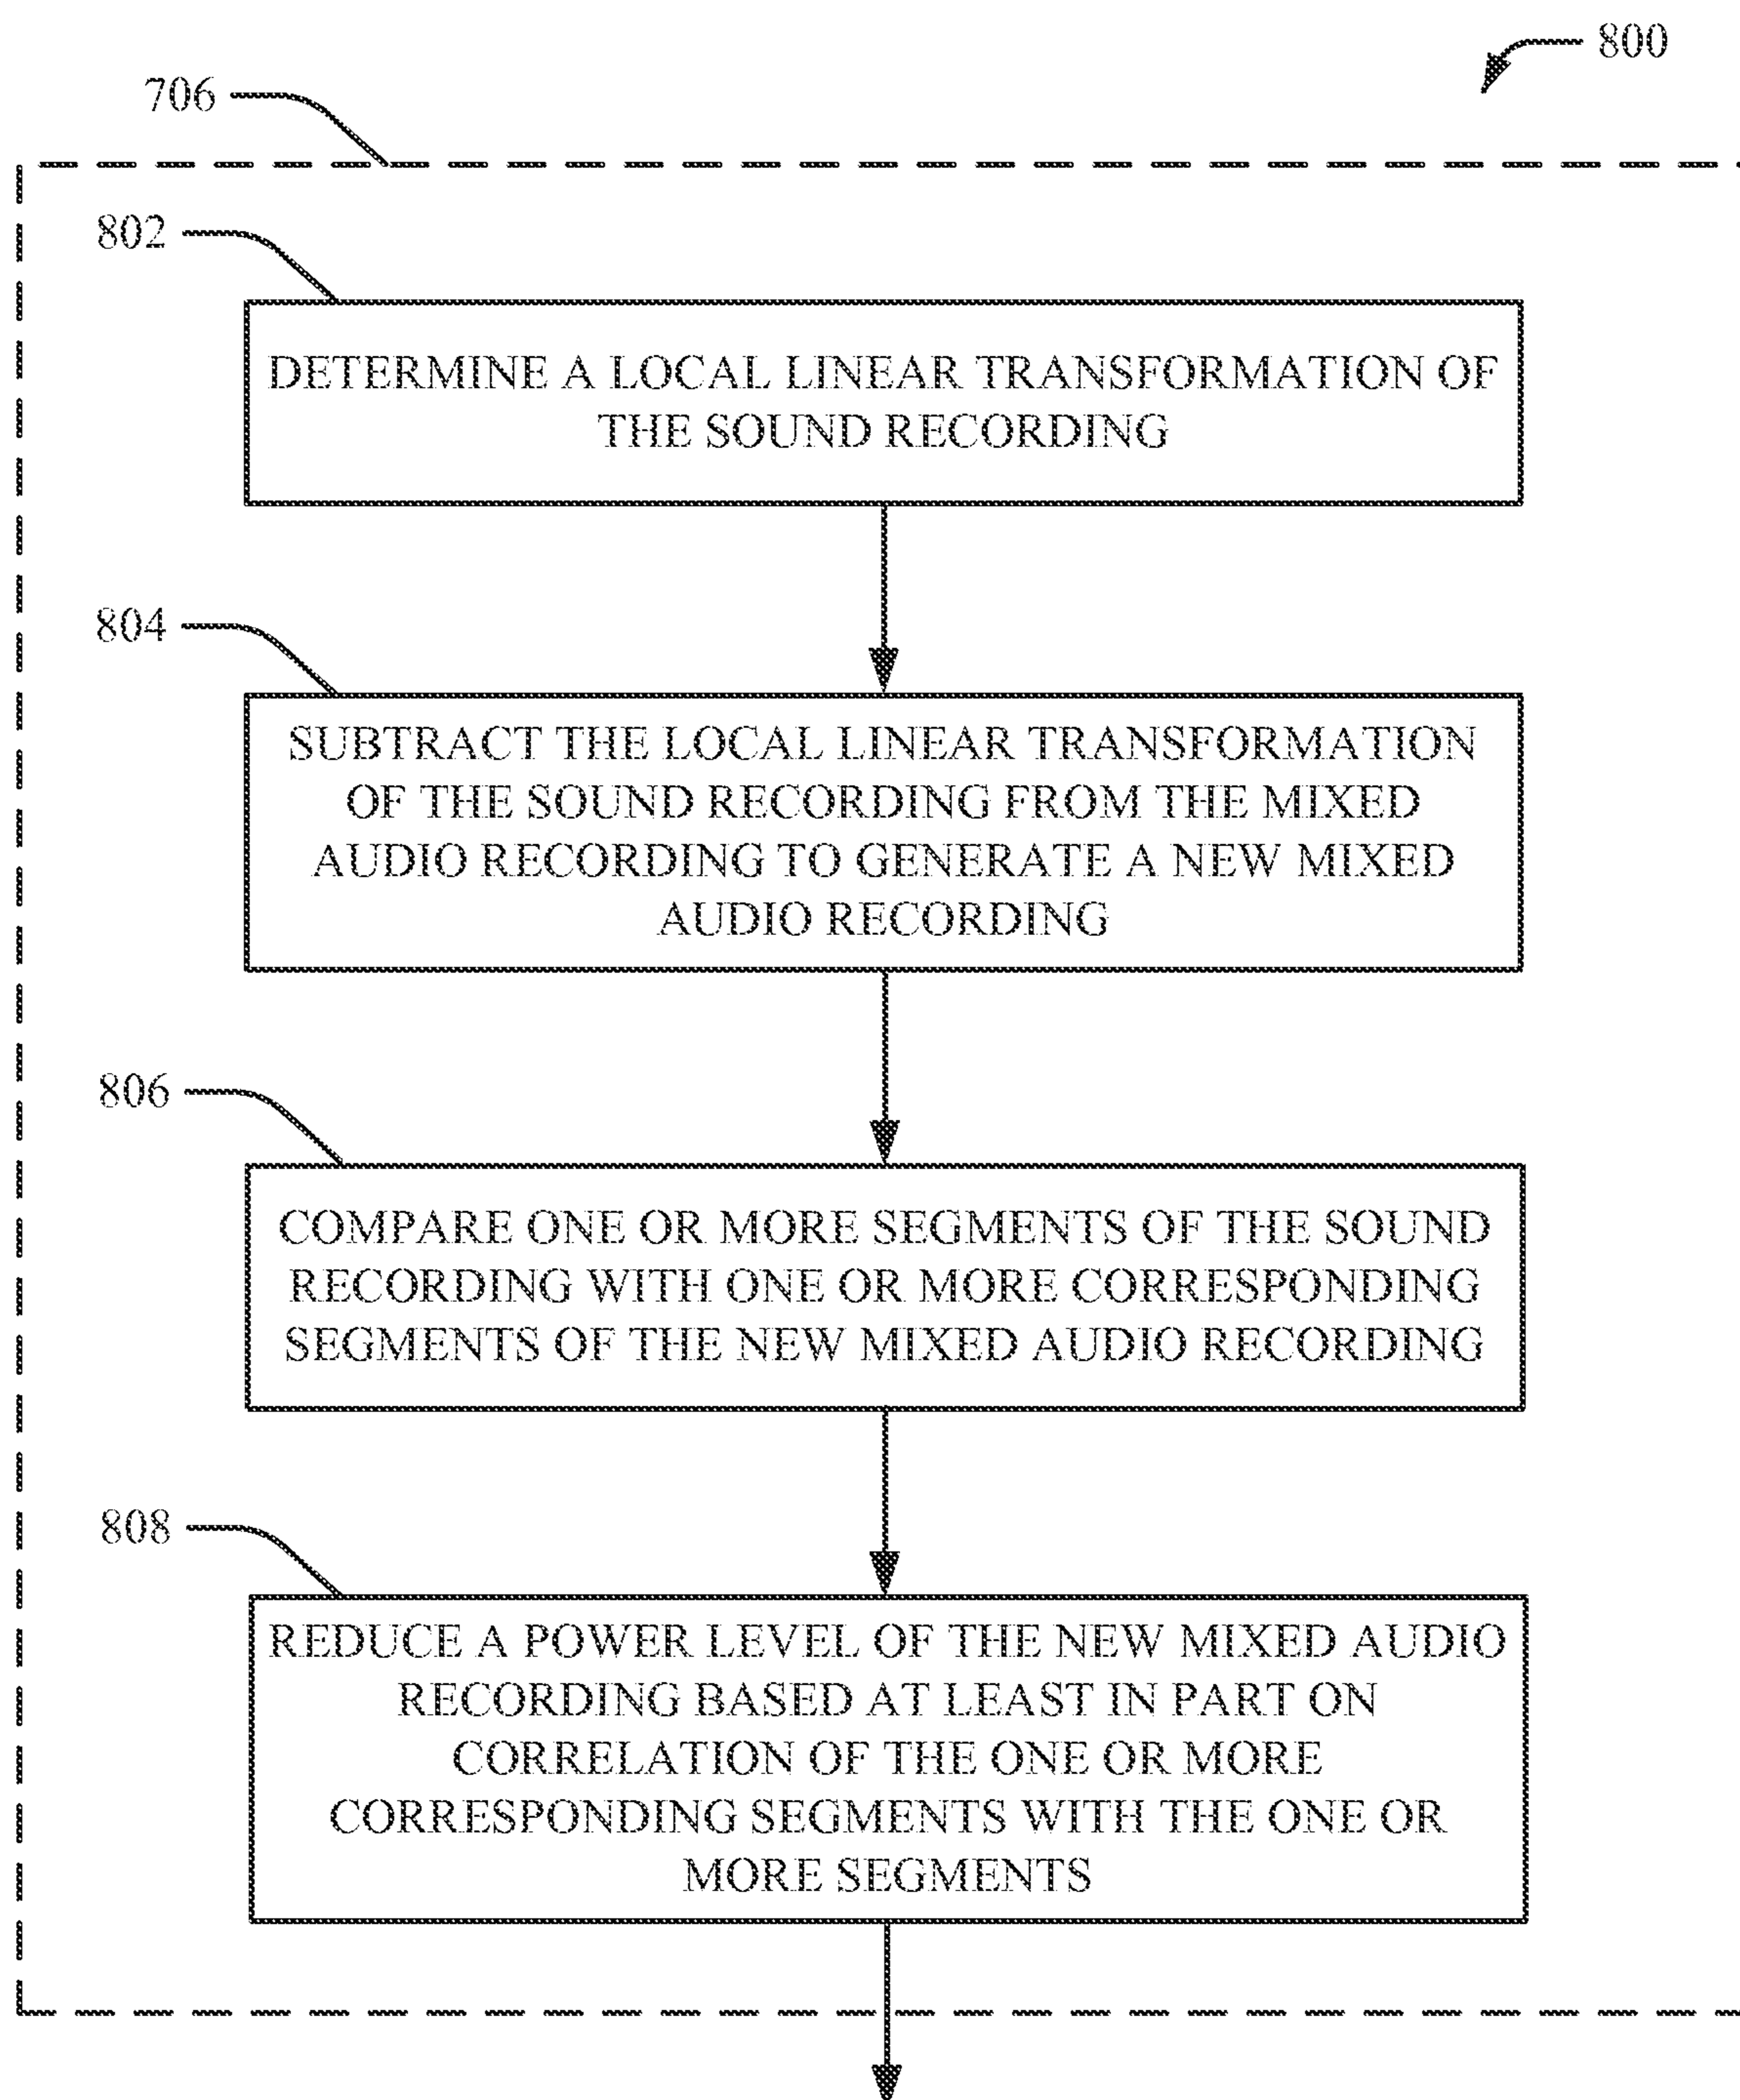 800
706
802
DETERMINE A LOCAL LINEAR TRANSFORMATION OF
THE SOUND RECORDING
804
SUBTRACT THE LOCAL LINEAR TRANSFORMATION
OF THE SOUND RECORDING FROM THE MIXED
AUDIO RECORDING TO GENERATE A NEW MIXED
AUDIO RECORDING
806
COMPARE ONE OR MORE SEGMENTS OF THE SOUND
RECORDING WITH ONE OR MORE CORRESPONDING
SEGMENTS OF THE NEW MIXED AUDIO RECORDING
808
REDUCE A POWER LEVEL OF THE NEW MIXED AUDIO
RECORDING BASED AT LEAST IN PART ON
CORRELATION OF THE ONE OR MORE
CORRESPONDING SEGMENTS WITH THE ONE OR
MORE SEGMENTS